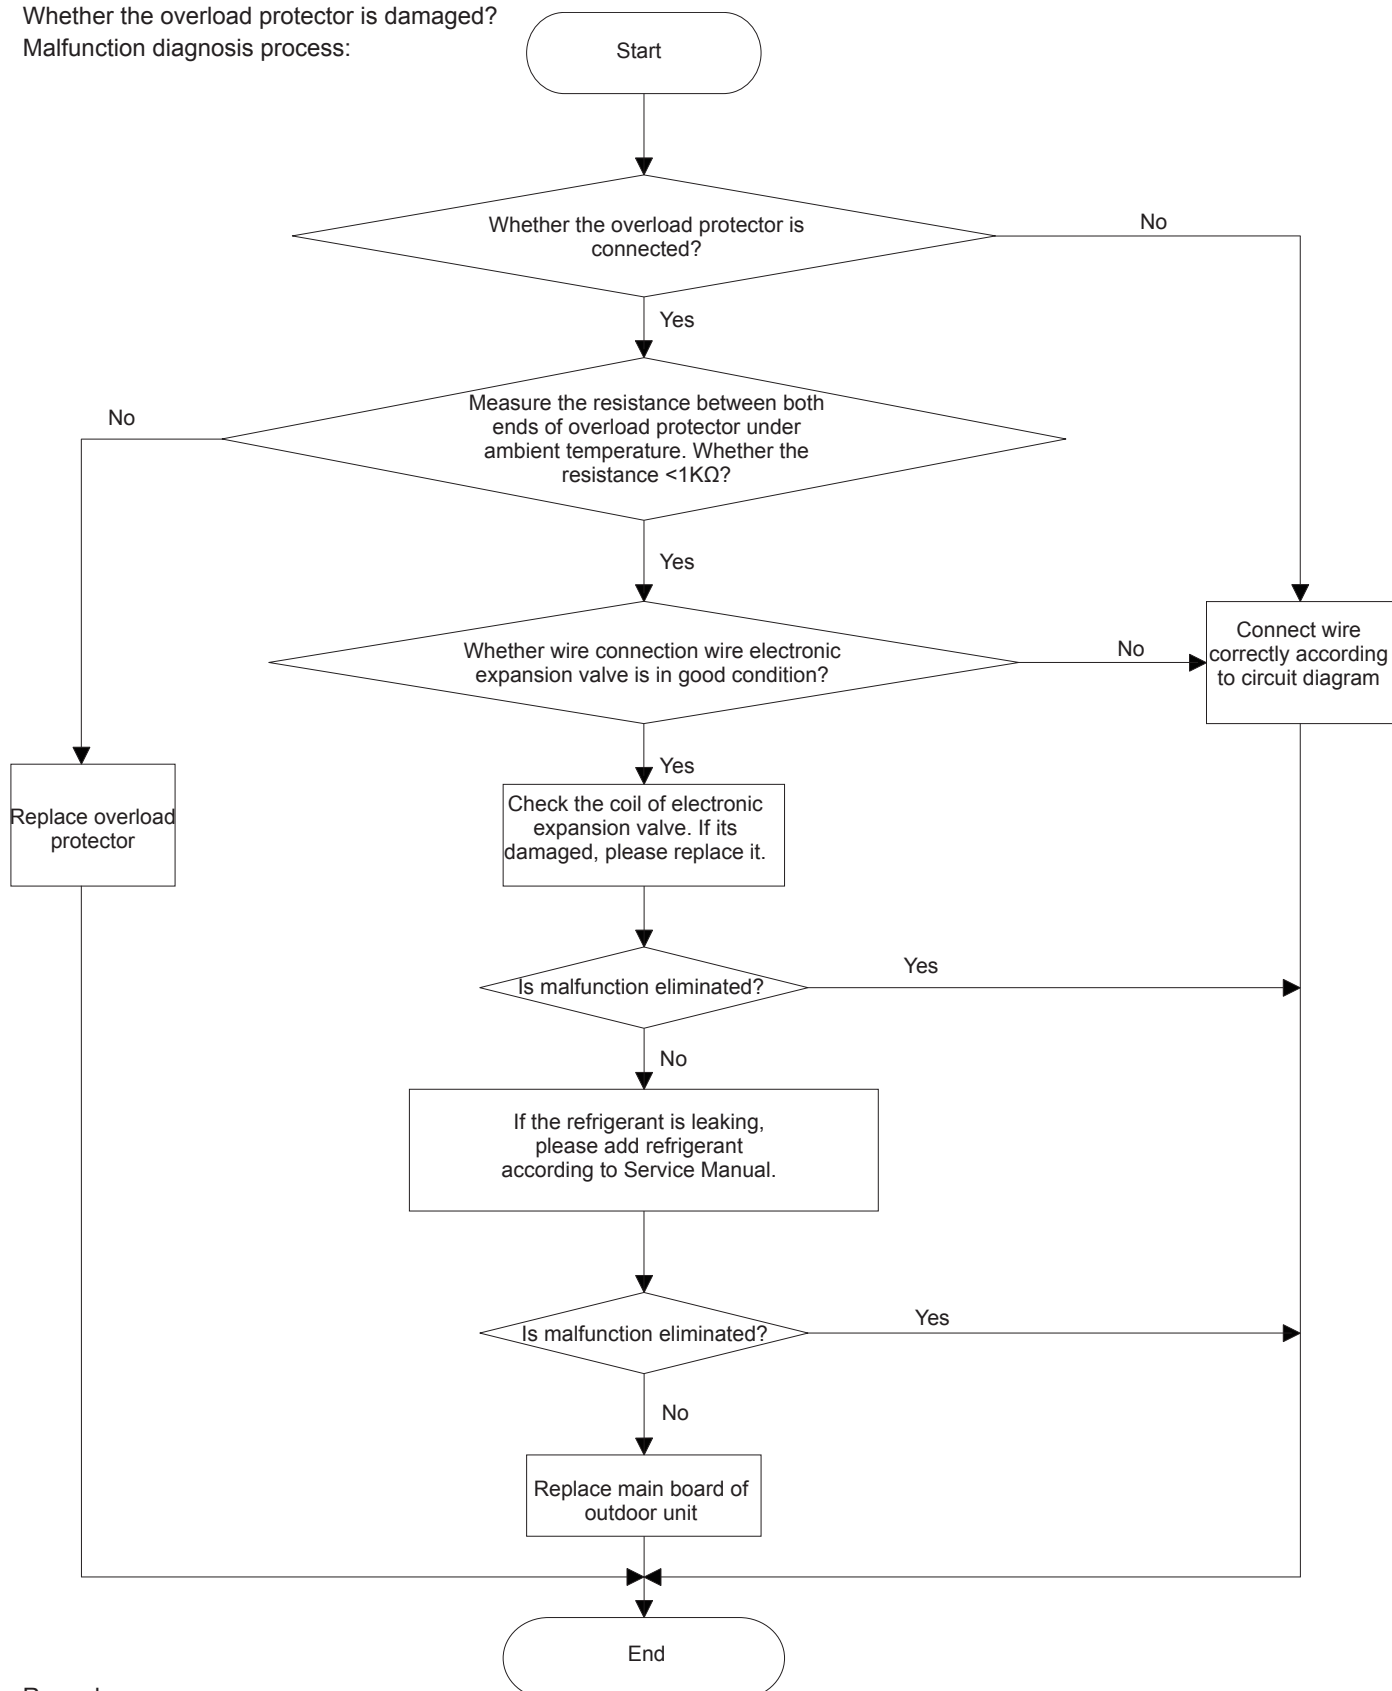 Whether the overload protector is damaged?
Malfunction diagnosis process:
Start
Whether the overload protector is
connected?
No
Yes
Measure the resistance between both
ends of overload protector under
ambient temperature. Whether the
resistance <1KΩ?
No
Yes
Whether wire connection wire electronic
expansion valve is in good condition?
No
Connect wire
correctly according
to circuit diagram
Yes
Replace overload
protector
Check the coil of electronic
expansion valve. If its
damaged, please replace it.
Is malfunction eliminated?
Yes
No
If the refrigerant is leaking,
please add refrigerant
according to Service Manual.
Is malfunction eliminated?
Yes
No
Replace main board of
outdoor unit
End